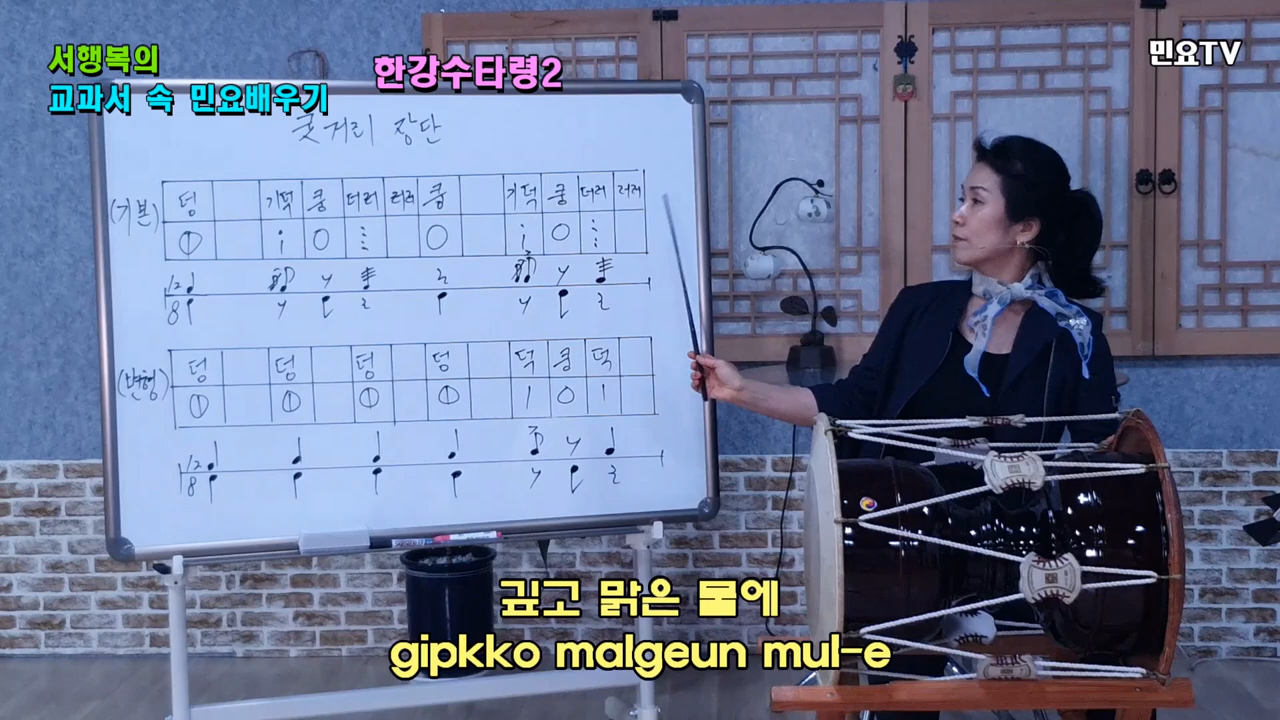 서행복의
교과서 속 민요배우기
한강수타령2
민요TV
굿거리 장단
(기본) 덩 기덕 쿵 더러 러러 쿵 기덕 쿵 더러 러러
12
8
(변형) 덩 덩 덩 덩 덕 쿵 덕
12
8
깊고 맑은 물에
gipkko malgeun mul-e